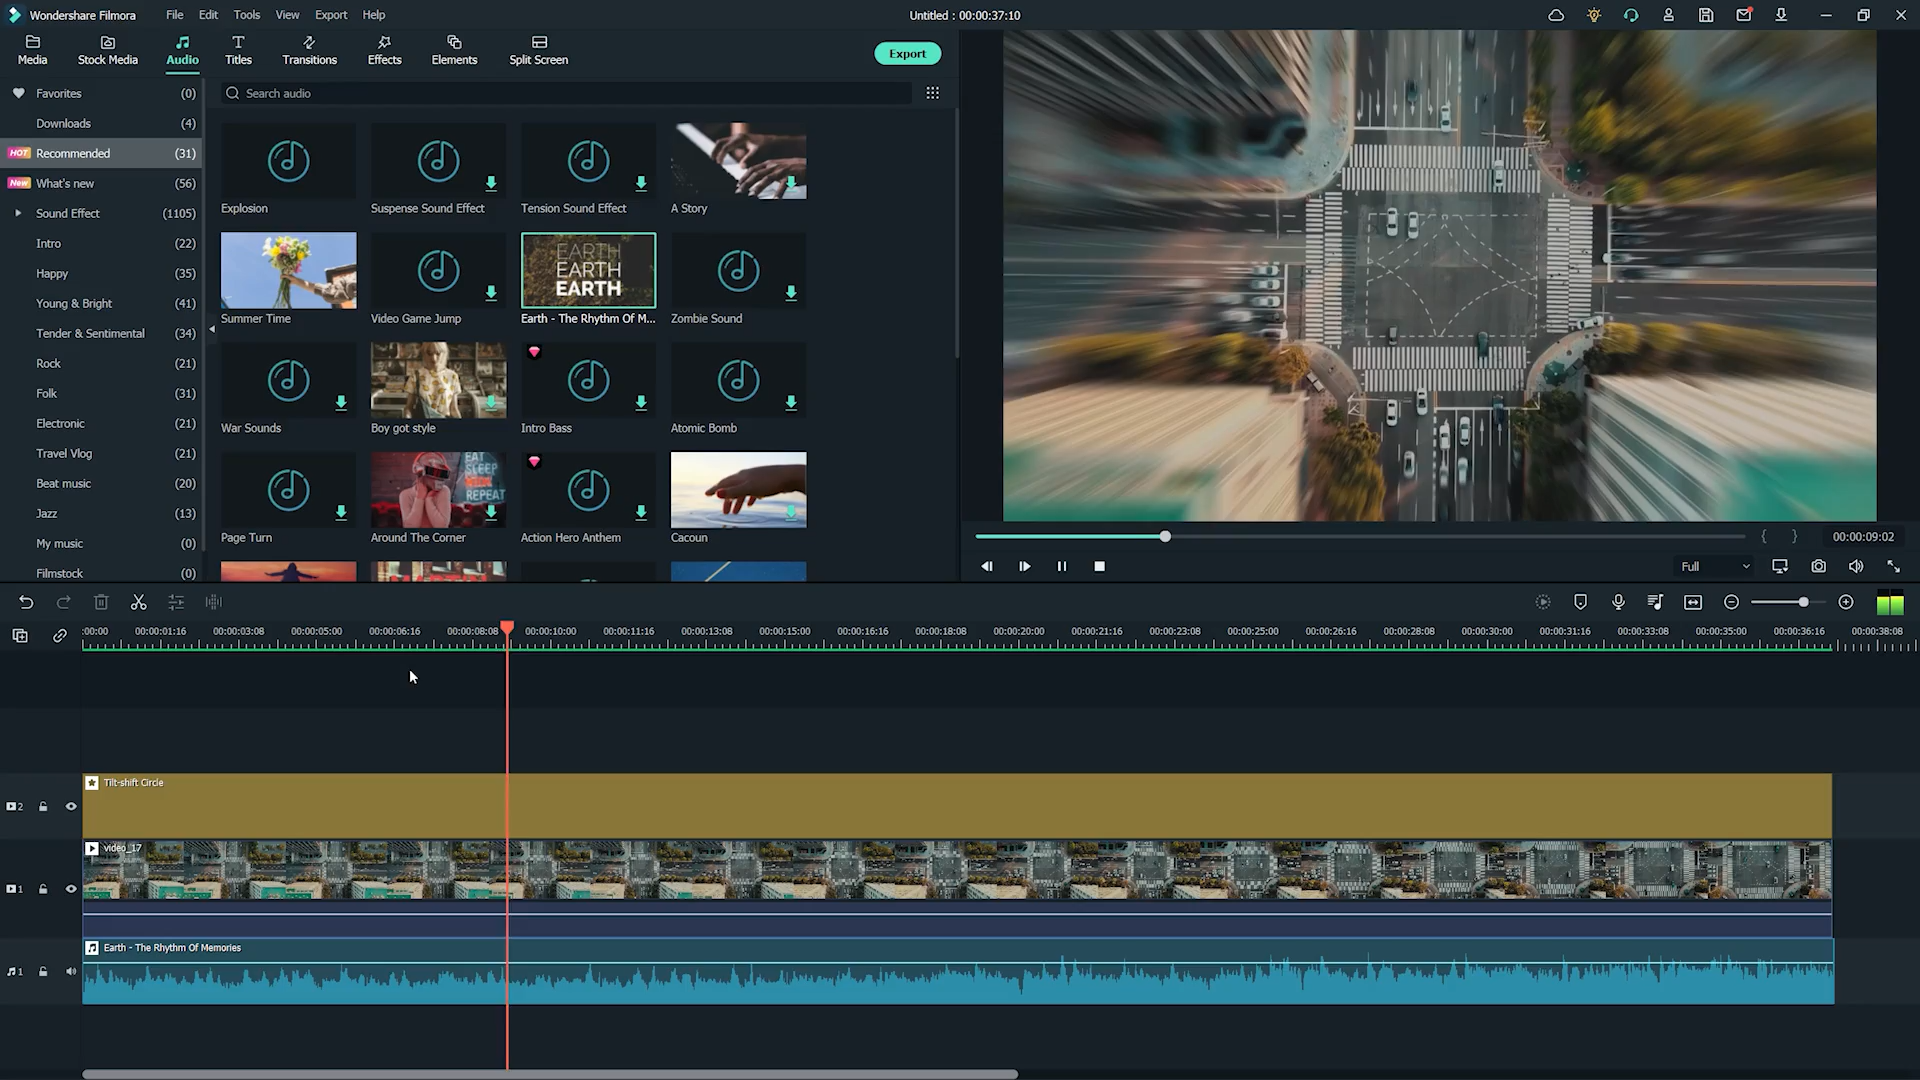 Wondershare Filmora File Edit Tools View Export Help Untitled : 00:00:37:10
Media Stock Media Audio Titles Transitions Effects Elements Split Screen Export
Favorites (0)
Downloads (4)
HOT Recommended (31)
New What's new (56)
Sound Effect (1105)
Intro (22)
Happy (35)
Young & Bright (41)
Tender & Sentimental (34)
Rock (21)
Folk (31)
Electronic (21)
Travel Vlog (21)
Beat music (20)
Jazz (13)
My music (0)
Filmstock (0)
Search audio
Explosion Suspense Sound Effect Tension Sound Effect A Story
EARTH
EARTH
EARTH
Summer Time Video Game Jump Earth - The Rhythm Of M... Zombie Sound
War Sounds Boy got style Intro Bass Atomic Bomb
EAT
SLEEP
REPEAT
Page Turn Around The Corner Action Hero Anthem Cacoun
{ } 00:00:09:02
Full
:00:00 00:00:01:16 00:00:03:08 00:00:05:00 00:00:06:16 00:00:08:08 00:00:10:00 00:00:11:16 00:00:13:08 00:00:15:00 00:00:16:16 00:00:18:08 00:00:20:00 00:00:21:16 00:00:23:08 00:00:25:00 00:00:26:16 00:00:28:08 00:00:30:00 00:00:31:16 00:00:33:08 00:00:35:00 00:00:36:16 00:00:38:08
Tilt-shift Circle
2
video_17
1
Earth - The Rhythm Of Memories
1